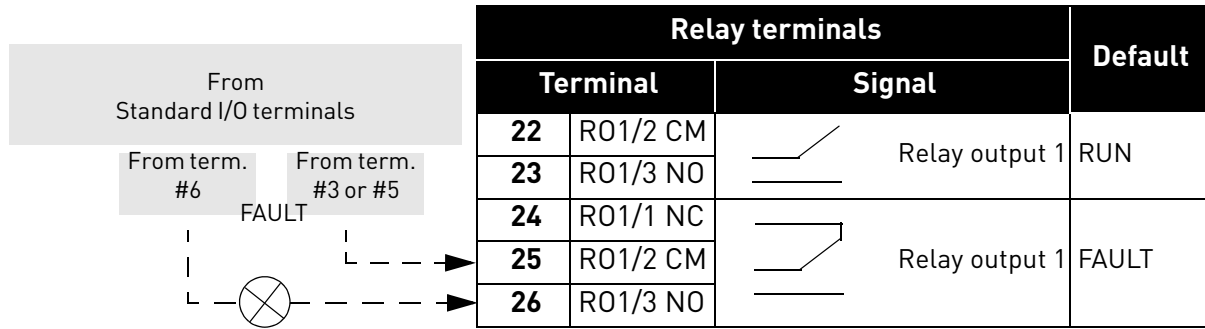 Relay terminals
Default
Terminal
Signal
From
Standard I/O terminals
From term.
#6
From term.
#3 or #5
FAULT
22 RO1/2 CM
Relay output 1 RUN
23 RO1/3 NO
24 RO1/1 NC
25 RO1/2 CM
Relay output 1 FAULT
26 RO1/3 NO